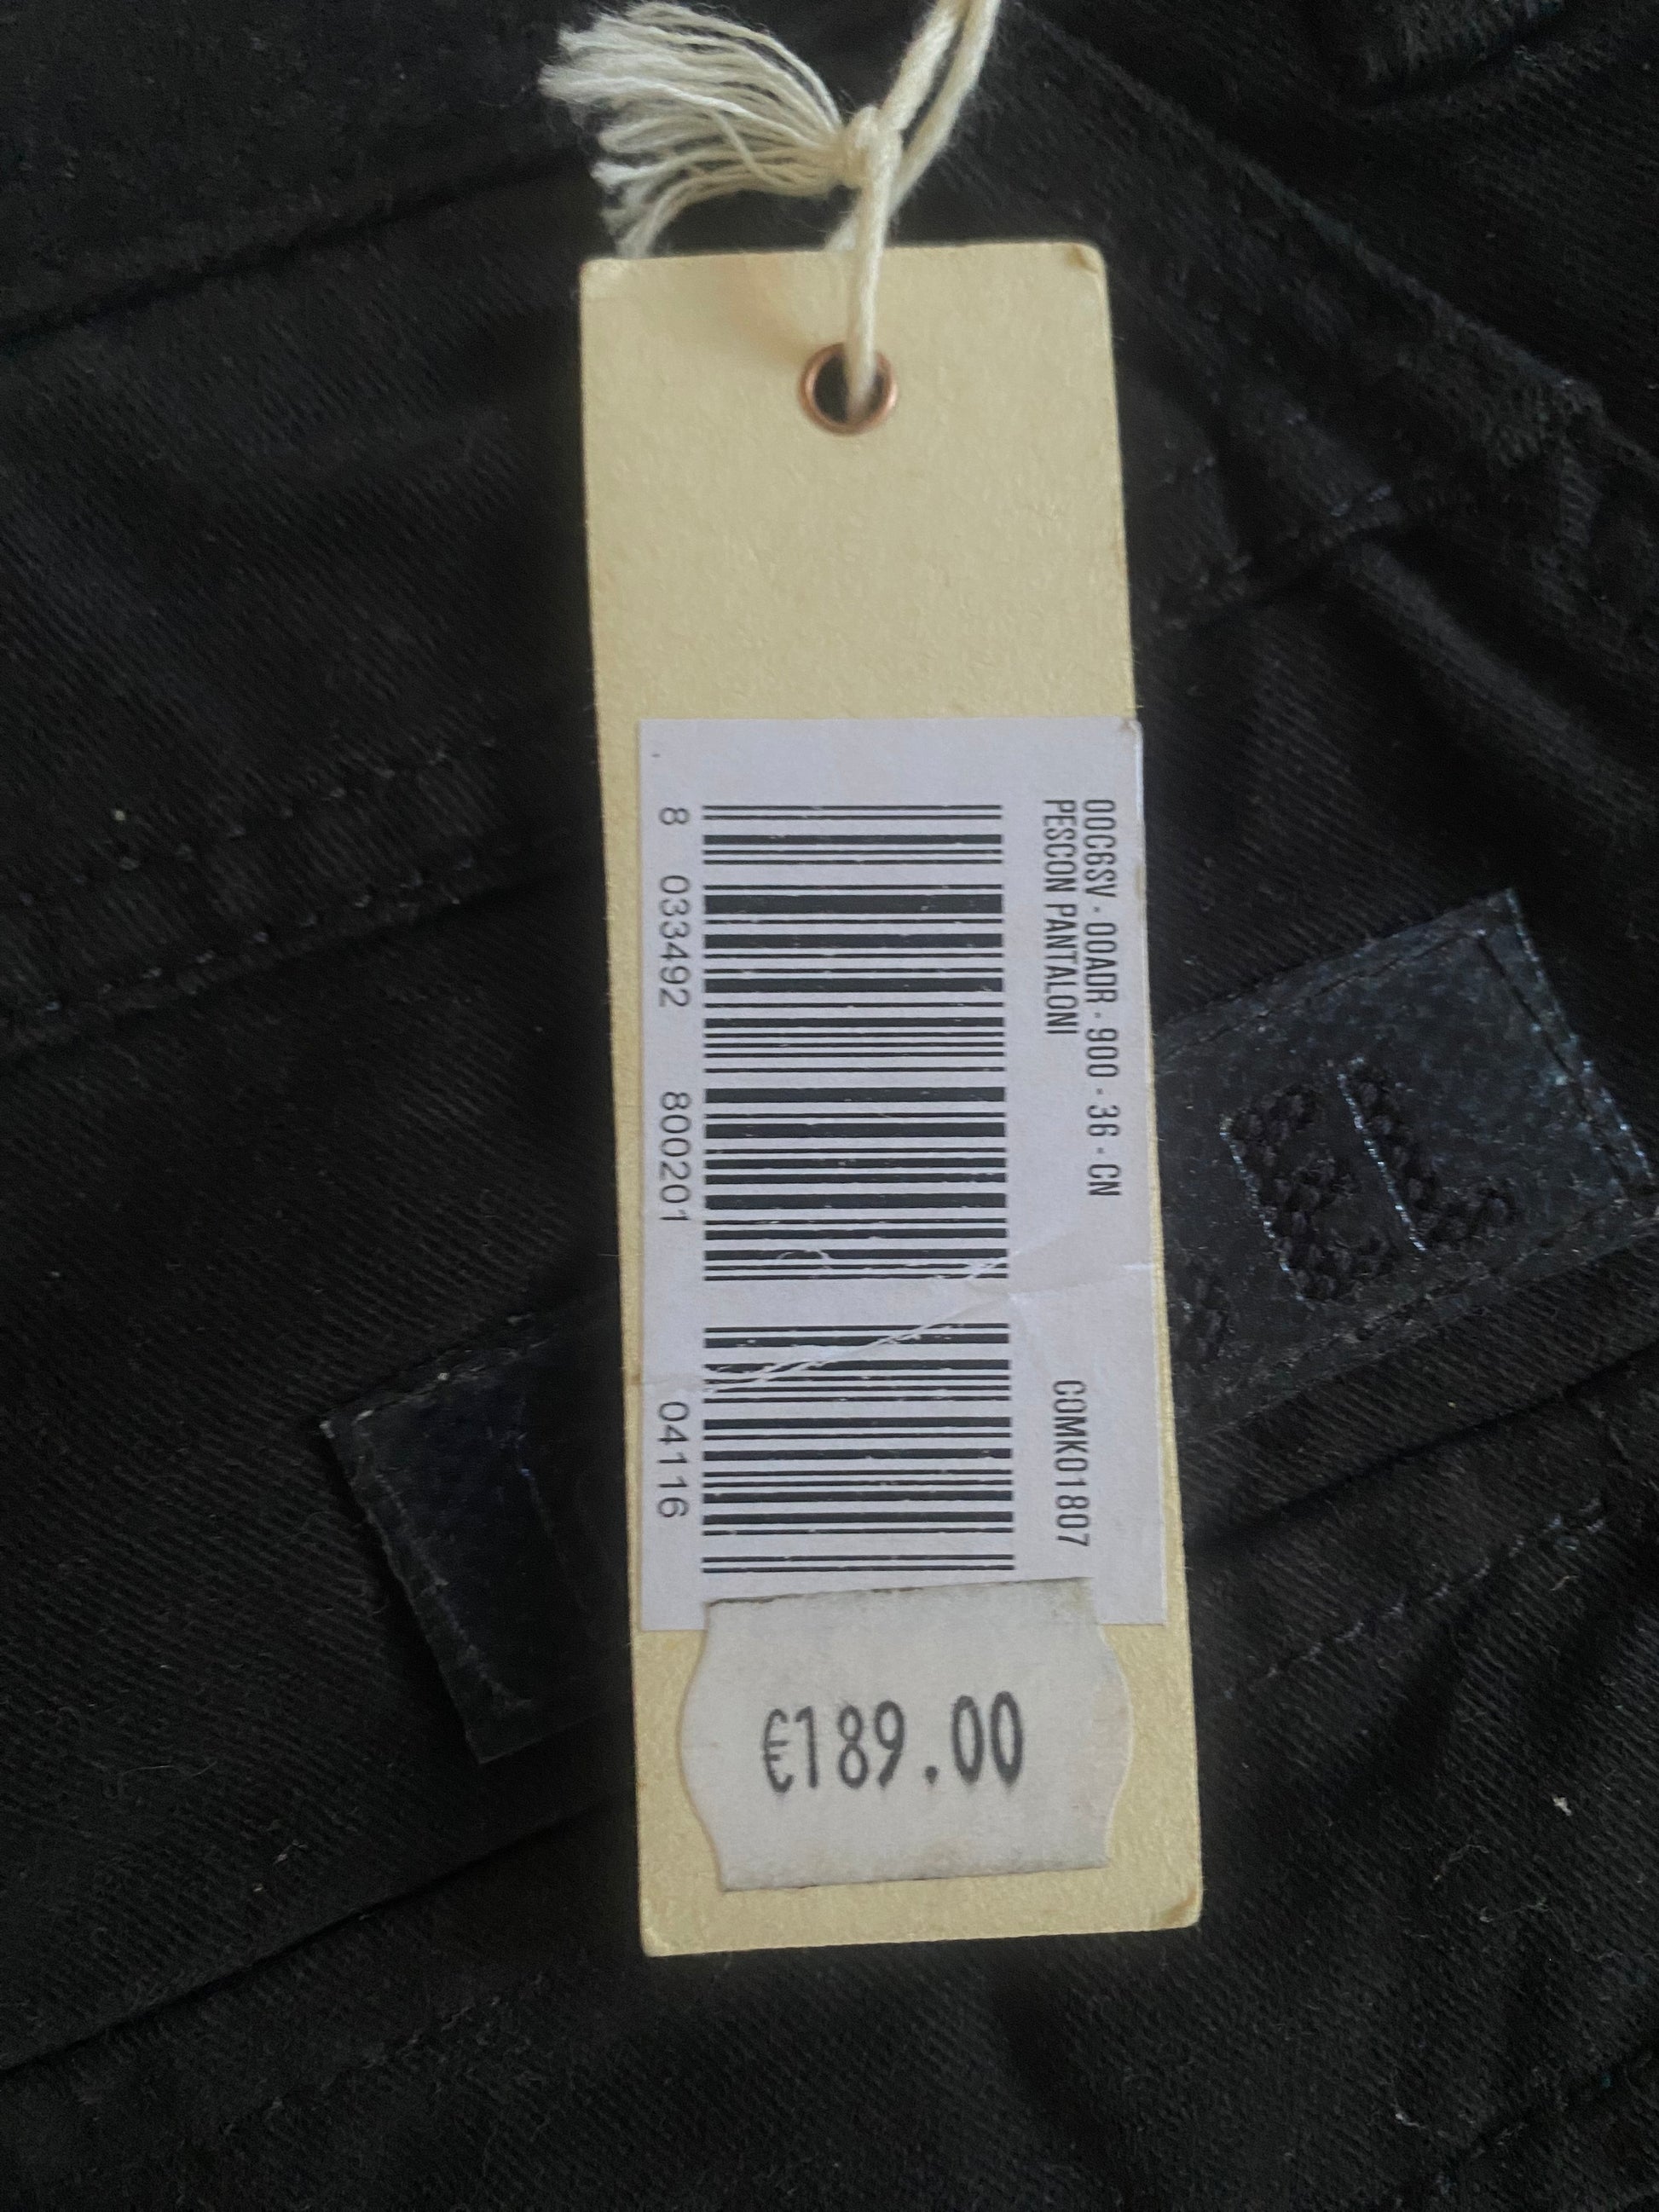 00C6SV - 00ADR - 900 - 36 - CN
PESCON PANTALONI
COMK01807
8 033492 800201 04116
€189.00